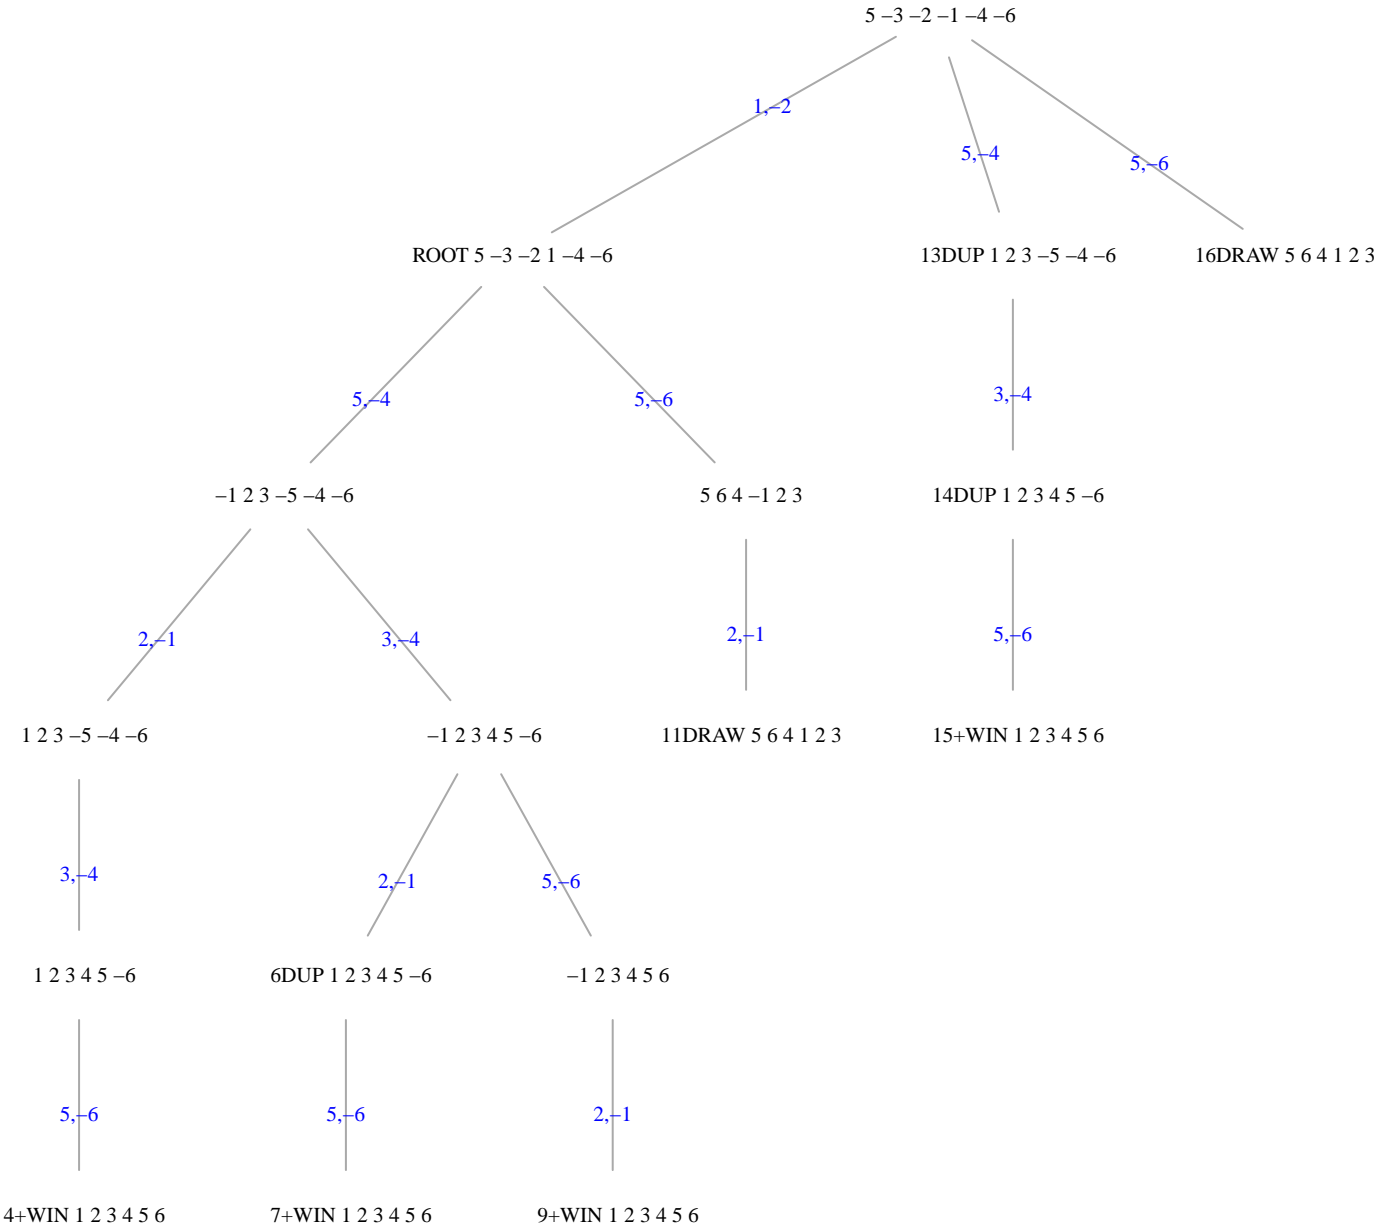 5 –3 –2 –1 –4 –6
1,–2
5,–4
5,–6
ROOT 5 –3 –2 1 –4 –6
13DUP 1 2 3 –5 –4 –6
16DRAW 5 6 4 1 2 3
5,–4
5,–6
3,–4
–1 2 3 –5 –4 –6
5 6 4 –1 2 3
14DUP 1 2 3 4 5 –6
2,–1
3,–4
2,–1
5,–6
1 2 3 –5 –4 –6
–1 2 3 4 5 –6
11DRAW 5 6 4 1 2 3
15+WIN 1 2 3 4 5 6
3,–4
2,–1
5,–6
1 2 3 4 5 –6
6DUP 1 2 3 4 5 –6
–1 2 3 4 5 6
5,–6
5,–6
2,–1
4+WIN 1 2 3 4 5 6
7+WIN 1 2 3 4 5 6
9+WIN 1 2 3 4 5 6